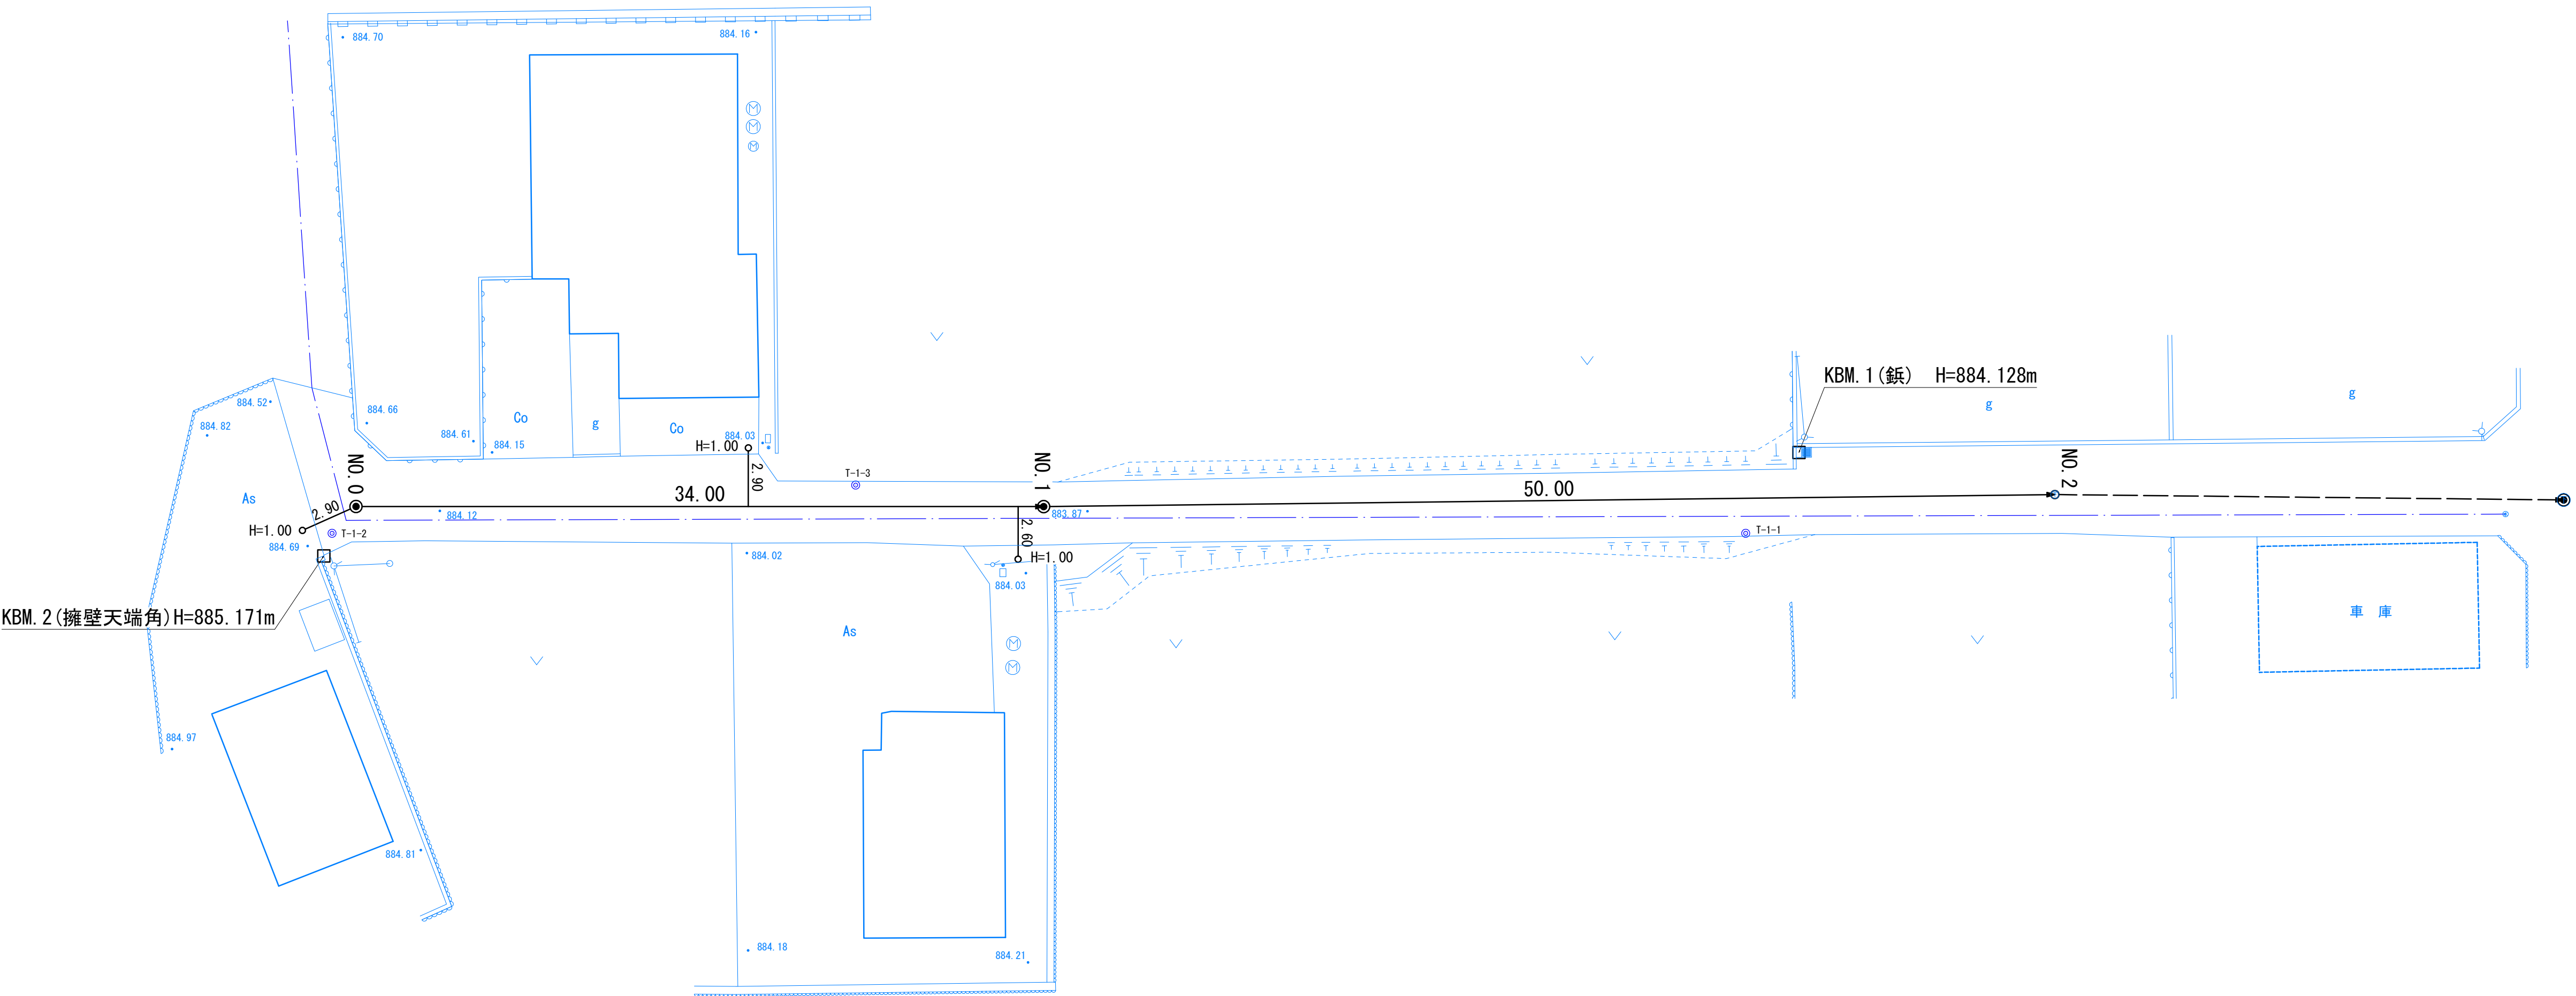 884.70
884.16
Ⓜ
Ⓜ
Ⓜ
KBM.1(鋲) H=884.128m
g
g
884.52
884.82
884.66
884.61
884.15
Co
g
Co
884.03
H=1.00
2.90
T-1-3
NO.0
NO.1
NO.2
As
34.00
50.00
2.90
H=1.00
T-1-2
884.12
883.87
2.60
H=1.00
T-1-1
884.69
884.02
884.03
KBM.2(擁壁天端角)H=885.171m
As
車庫
Ⓜ
Ⓜ
884.97
884.81
884.18
884.21